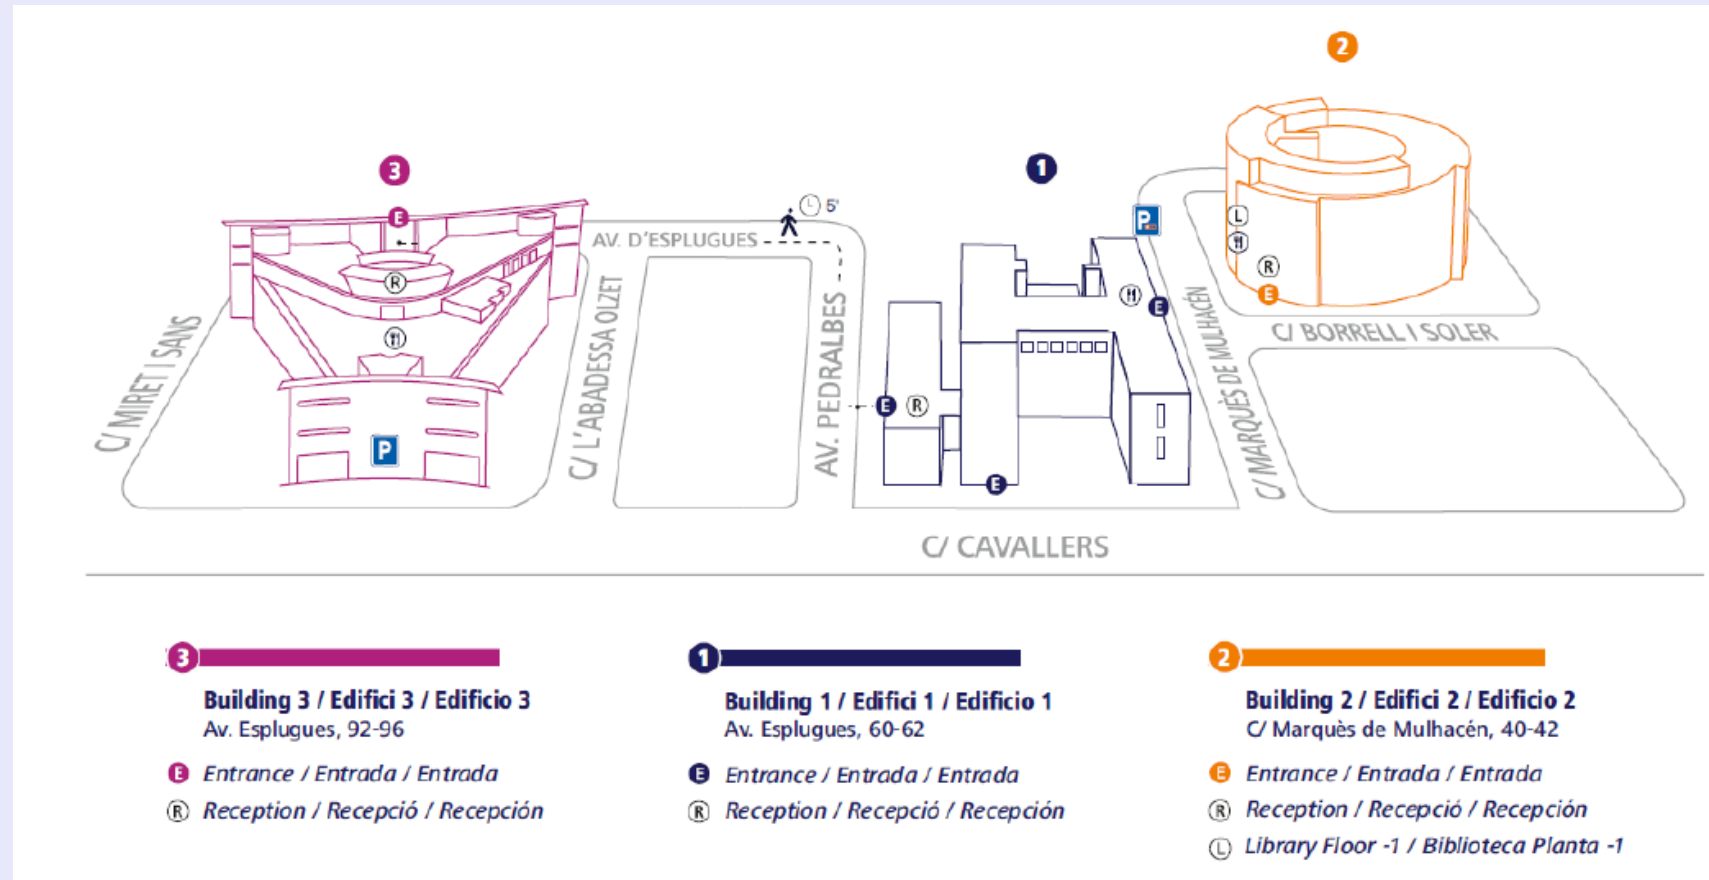 2
3
1
5'
E
P
AV. D'ESPLUGUES
L
R
R
E
E
C/ MIRET I SANS
C/ L'ABADESSA OLZET
AV. PEDRALBES
C/ MARQUÈS DE MULHACÉN
C/ BORRELL I SOLER
E R
P
E
C/ CAVALLERS
3
Building 3 / Edifici 3 / Edificio 3
Av. Esplugues, 92-96
E Entrance / Entrada / Entrada
R Reception / Recepció / Recepción
1
Building 1 / Edifici 1 / Edificio 1
Av. Esplugues, 60-62
E Entrance / Entrada / Entrada
R Reception / Recepció / Recepción
2
Building 2 / Edifici 2 / Edificio 2
C/ Marquès de Mulhacén, 40-42
E Entrance / Entrada / Entrada
R Reception / Recepció / Recepción
L Library Floor -1 / Biblioteca Planta -1